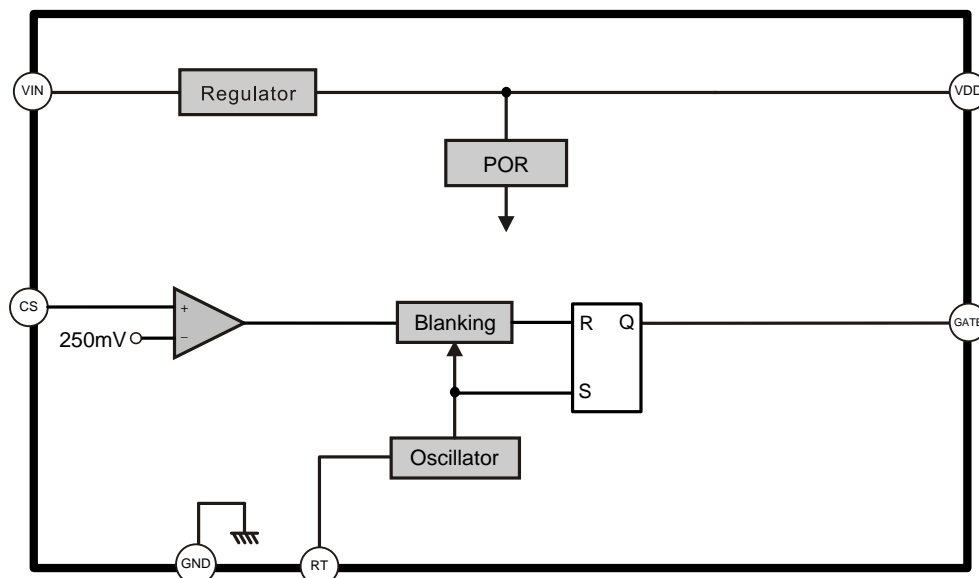 VIN
Regulator
VDD
POR
CS
+
−
250mV
Blanking
R Q
S
GATE
Oscillator
GND
RT